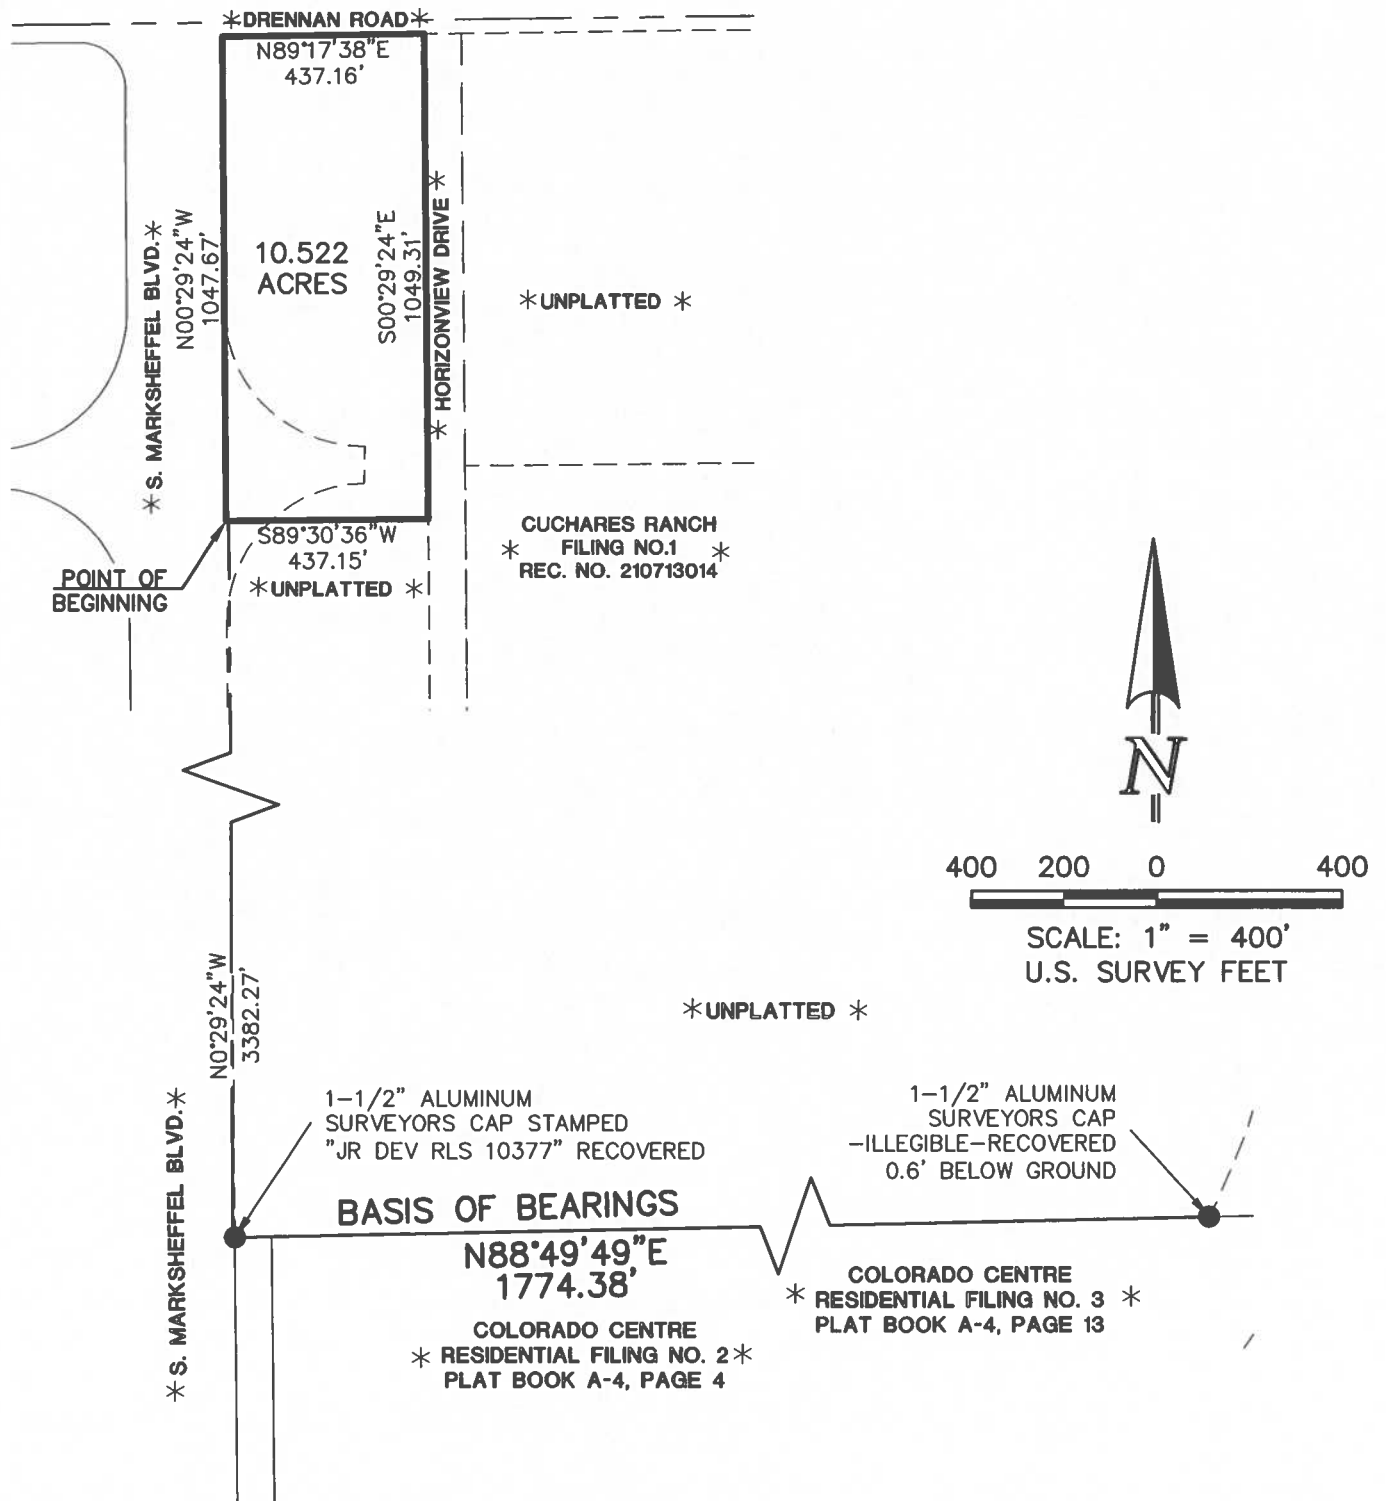 *DRENNAN ROAD*
N89°17'38"E
437.16'
*S. MARKSHEFFEL BLVD.*
N00°29'24"W
1047.67'
10.522
ACRES
S00°29'24"E
1049.31'
*HORIZONVIEW DRIVE*
*UNPLATTED *
S89°30'36"W
437.15'
*UNPLATTED *
POINT OF
BEGINNING
CUCHARES RANCH
* FILING NO.1 *
REC. NO. 210713014
N
400 200 0 400
SCALE: 1" = 400'
U.S. SURVEY FEET
N0°29'24"W
3382.27'
*UNPLATTED *
*S. MARKSHEFFEL BLVD.*
1-1/2" ALUMINUM
SURVEYORS CAP STAMPED
"JR DEV RLS 10377" RECOVERED
1-1/2" ALUMINUM
SURVEYORS CAP
-ILLEGIBLE-RECOVERED
0.6' BELOW GROUND
BASIS OF BEARINGS
N88°49'49"E
1774.38'
COLORADO CENTRE
* RESIDENTIAL FILING NO. 3 *
PLAT BOOK A-4, PAGE 13
COLORADO CENTRE
* RESIDENTIAL FILING NO. 2*
PLAT BOOK A-4, PAGE 4